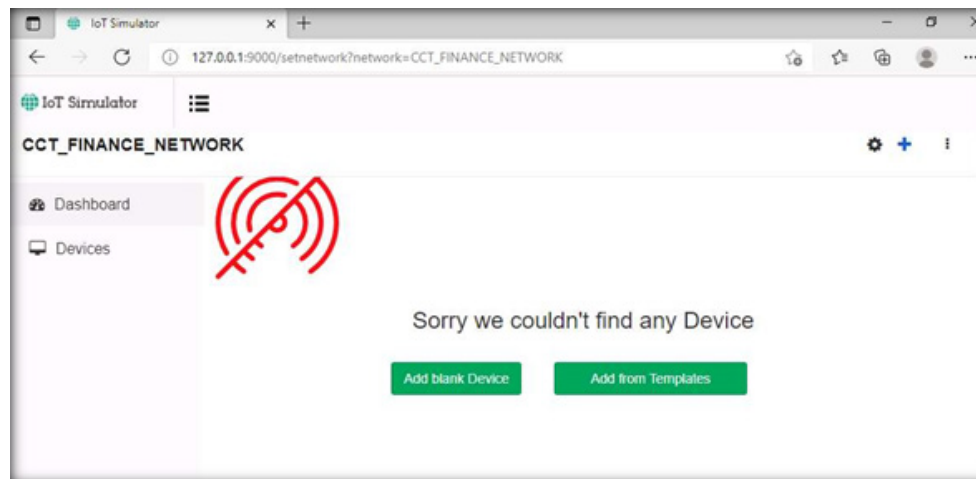 IoT Simulator
127.0.0.1:9000/setnetwork?network=CCT_FINANCE_NETWORK
IoT Simulator
CCT_FINANCE_NETWORK
Dashboard
Devices
Sorry we couldn't find any Device
Add blank Device Add from Templates